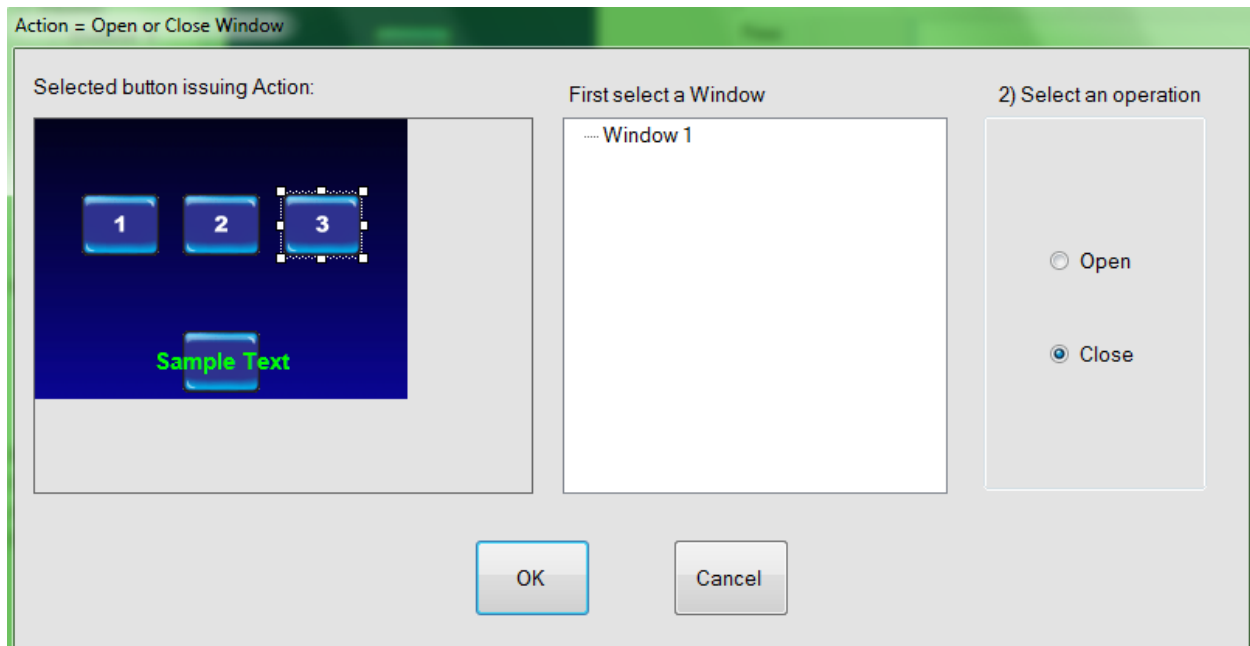 Action = Open or Close Window
Selected button issuing Action:
First select a Window
2) Select an operation
Window 1
1
2
3
Sample Text
Open
Close
OK
Cancel